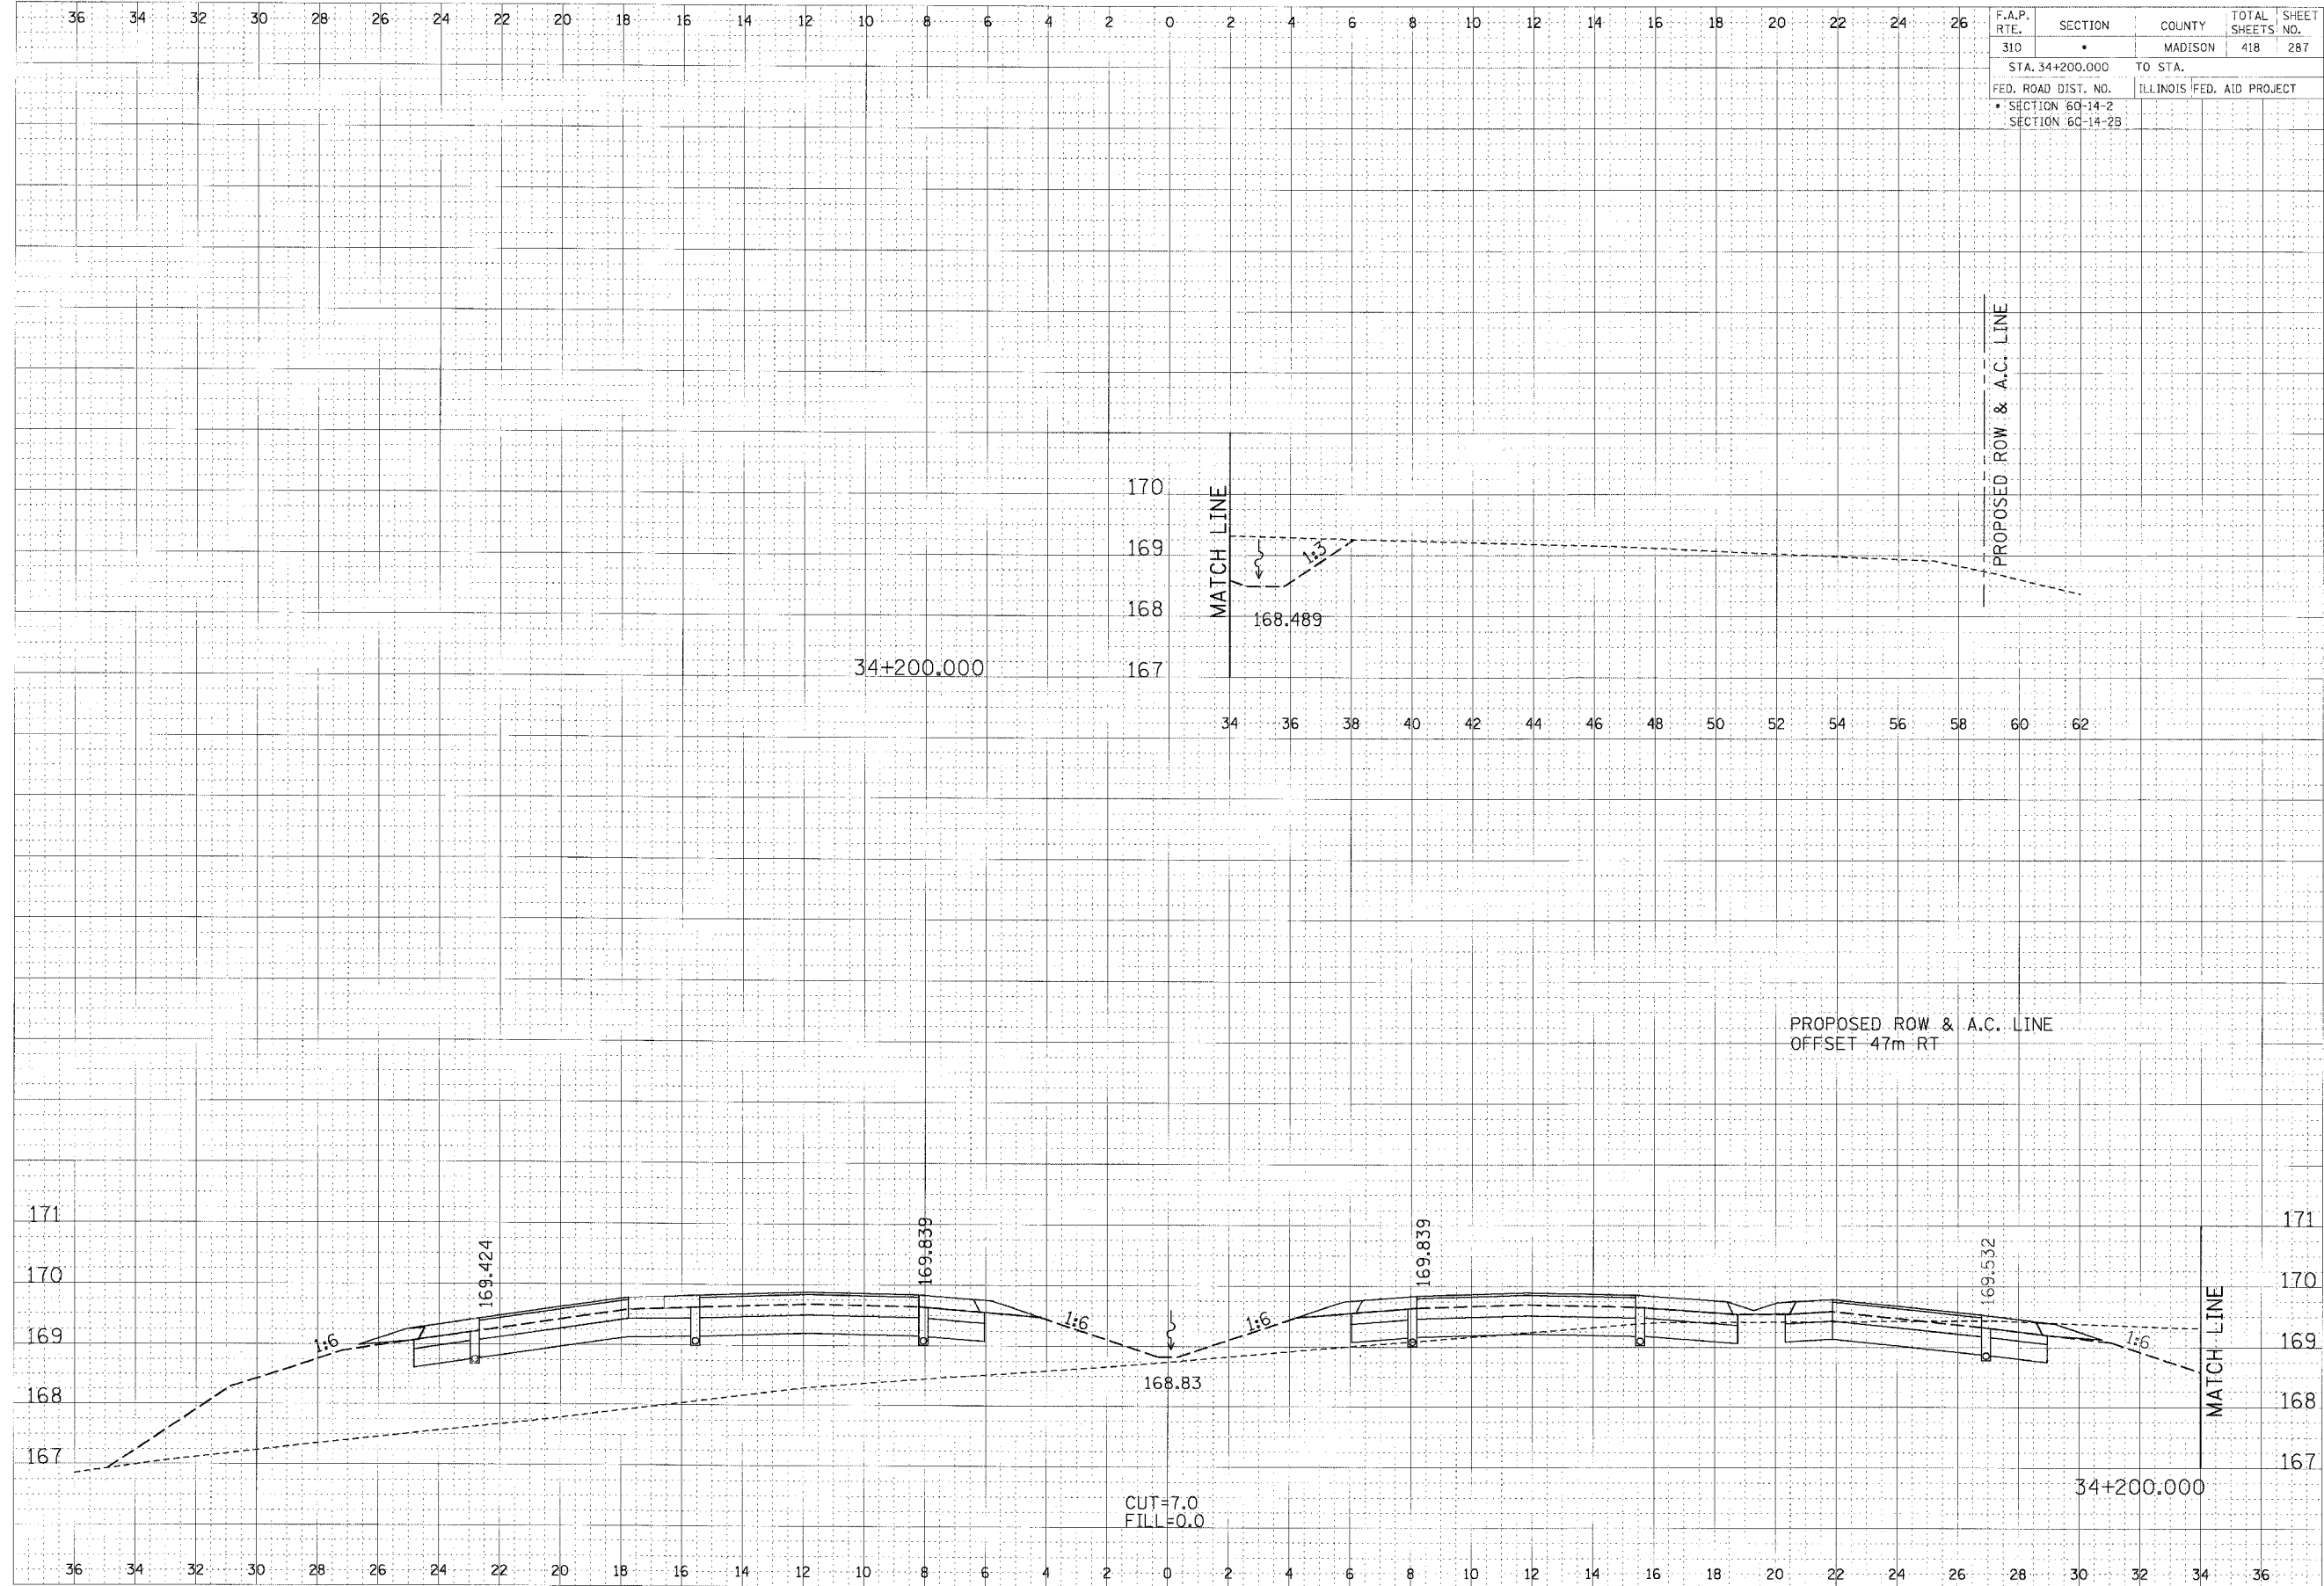 36 34 32 30 28 26 24 22 20 18 16 14 12 10 8 6 4 2 0 2 4 6 8 10 12 14 16 18 20 22 24 26
F.A.P. RTE. SECTION COUNTY TOTAL SHEETS SHEET NO.
310 * MADISON 418 287
STA. 34+200.000 TO STA.
FED. ROAD DIST. NO. ILLINOIS FED. AID PROJECT
* SECTION 60-14-2
SECTION 60-14-2B
PROPOSED ROW & A.C. LINE
170
169
168
167
MATCH LINE
1:3
168.489
34+200.000
34 36 38 40 42 44 46 48 50 52 54 56 58 60 62
PROPOSED ROW & A.C. LINE
OFFSET 47m RT
171
170
169
168
167
169.424
169.839
169.839
169.532
1:6
1:6
1:6
1:6
168.83
MATCH LINE
171
170
169
168
167
34+200.000
CUT=7.0
FILL=0.0
36 34 32 30 28 26 24 22 20 18 16 14 12 10 8 6 4 2 0 2 4 6 8 10 12 14 16 18 20 22 24 26 28 30 32 34 36